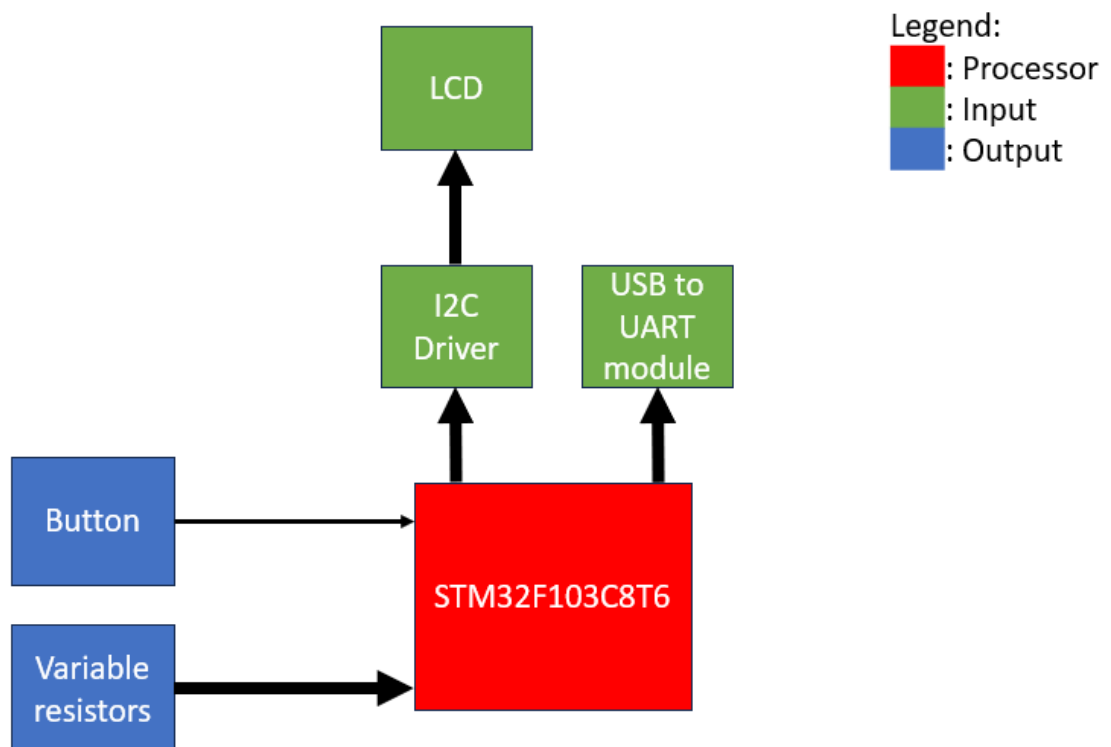 LCD
Legend:
: Processor
: Input
: Output
I2C
Driver
USB to
UART
module
Button
STM32F103C8T6
Variable
resistors